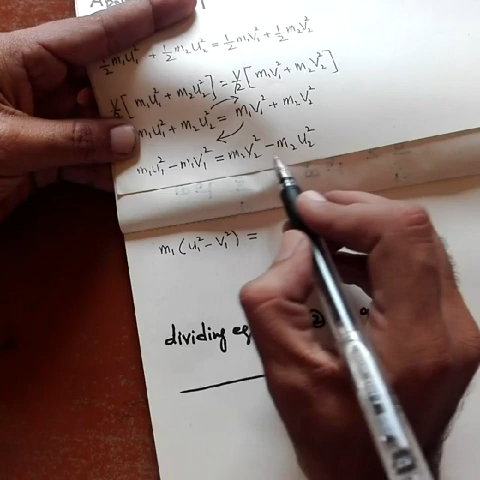 ½m₁u₁² + ½m₂u₂² = ½m₁v₁² + ½m₂v₂²
½[m₁u₁² + m₂u₂²] = ½[m₁v₁² + m₂v₂²]
m₁u₁² + m₂u₂² = m₁v₁² + m₂v₂²
m₁u₁² - m₁v₁² = m₂v₂² - m₂u₂²
m₁(u₁² - v₁²) =
dividing